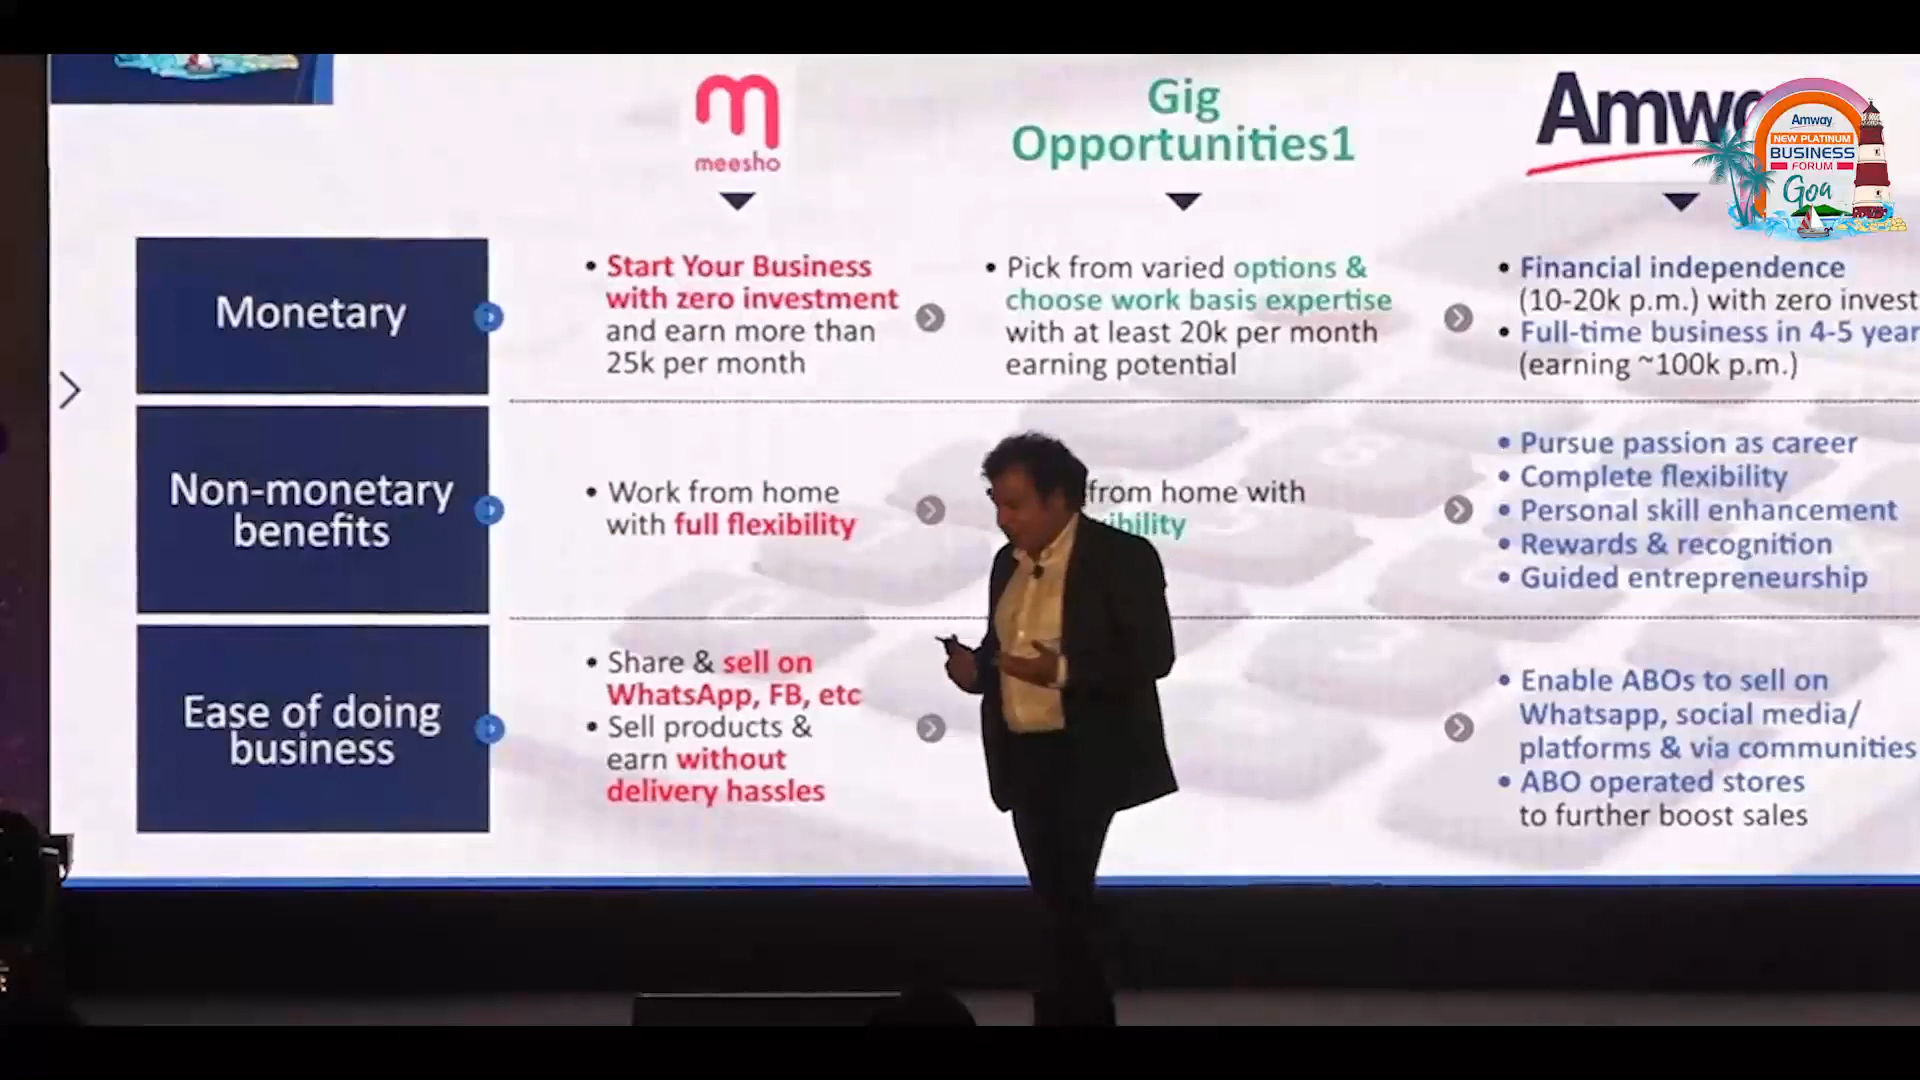 meesho
Gig
Opportunities1
Amway
NEW PLATINUM
BUSINESS
FORUM
Goa
Monetary
• Start Your Business
with zero investment
and earn more than
25k per month
• Pick from varied options &
choose work basis expertise
with at least 20k per month
earning potential
• Financial independence
(10-20k p.m.) with zero invest
• Full-time business in 4-5 year
(earning ~100k p.m.)
Non-monetary
benefits
• Work from home
with full flexibility
from home with
• Pursue passion as career
• Complete flexibility
• Personal skill enhancement
• Rewards & recognition
• Guided entrepreneurship
Ease of doing
business
• Share & sell on
WhatsApp, FB, etc
• Sell products &
earn without
delivery hassles
• Enable ABOs to sell on
Whatsapp, social media/
platforms & via communities
• ABO operated stores
to further boost sales